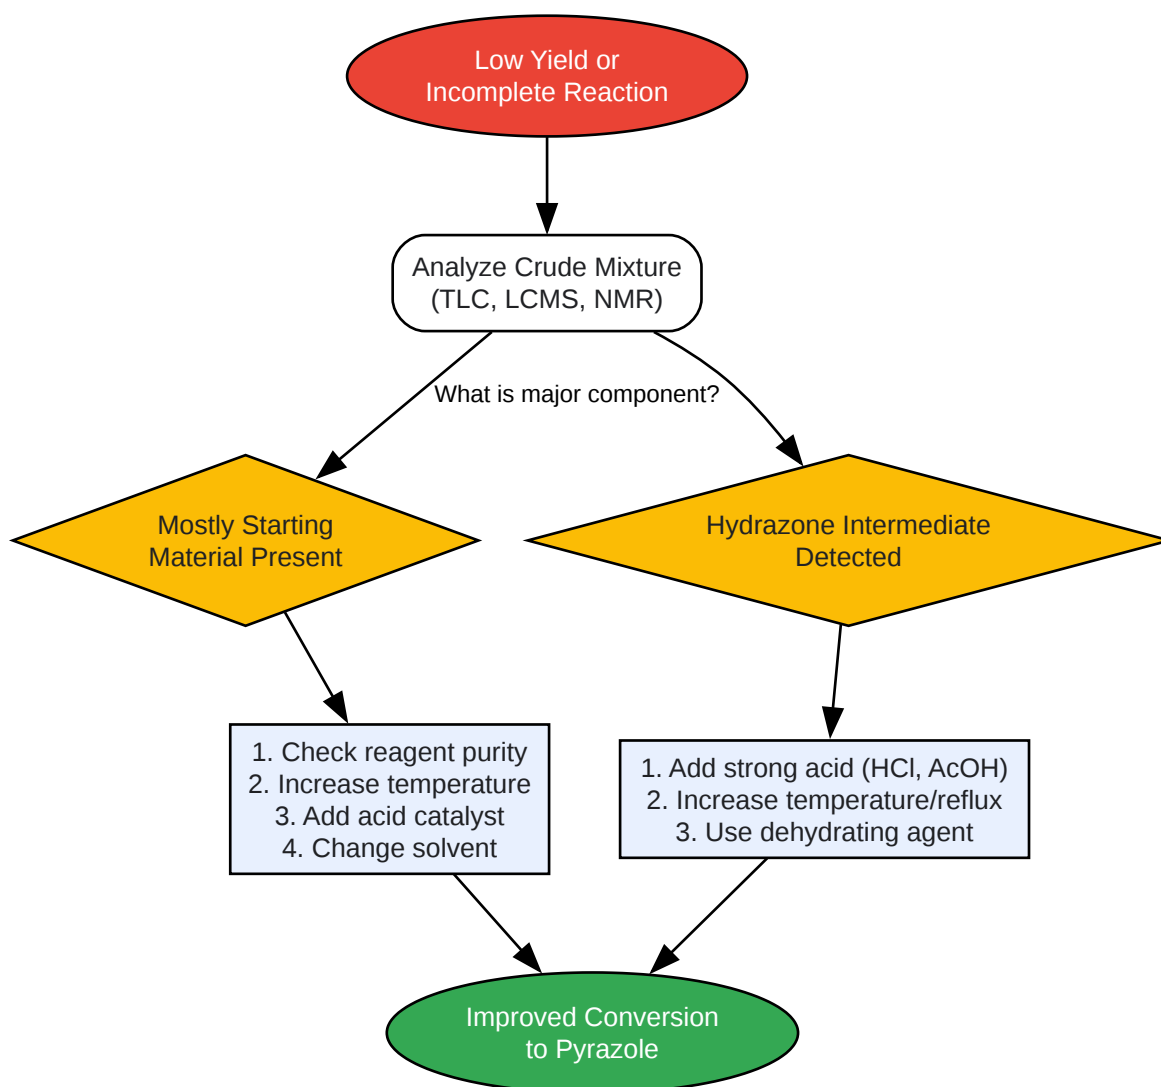 Low Yield or
Incomplete Reaction
Analyze Crude Mixture
(TLC, LCMS, NMR)
What is major component?
Mostly Starting
Material Present
Hydrazone Intermediate
Detected
1. Check reagent purity
2. Increase temperature
3. Add acid catalyst
4. Change solvent
1. Add strong acid (HCl, AcOH)
2. Increase temperature/reflux
3. Use dehydrating agent
Improved Conversion
to Pyrazole